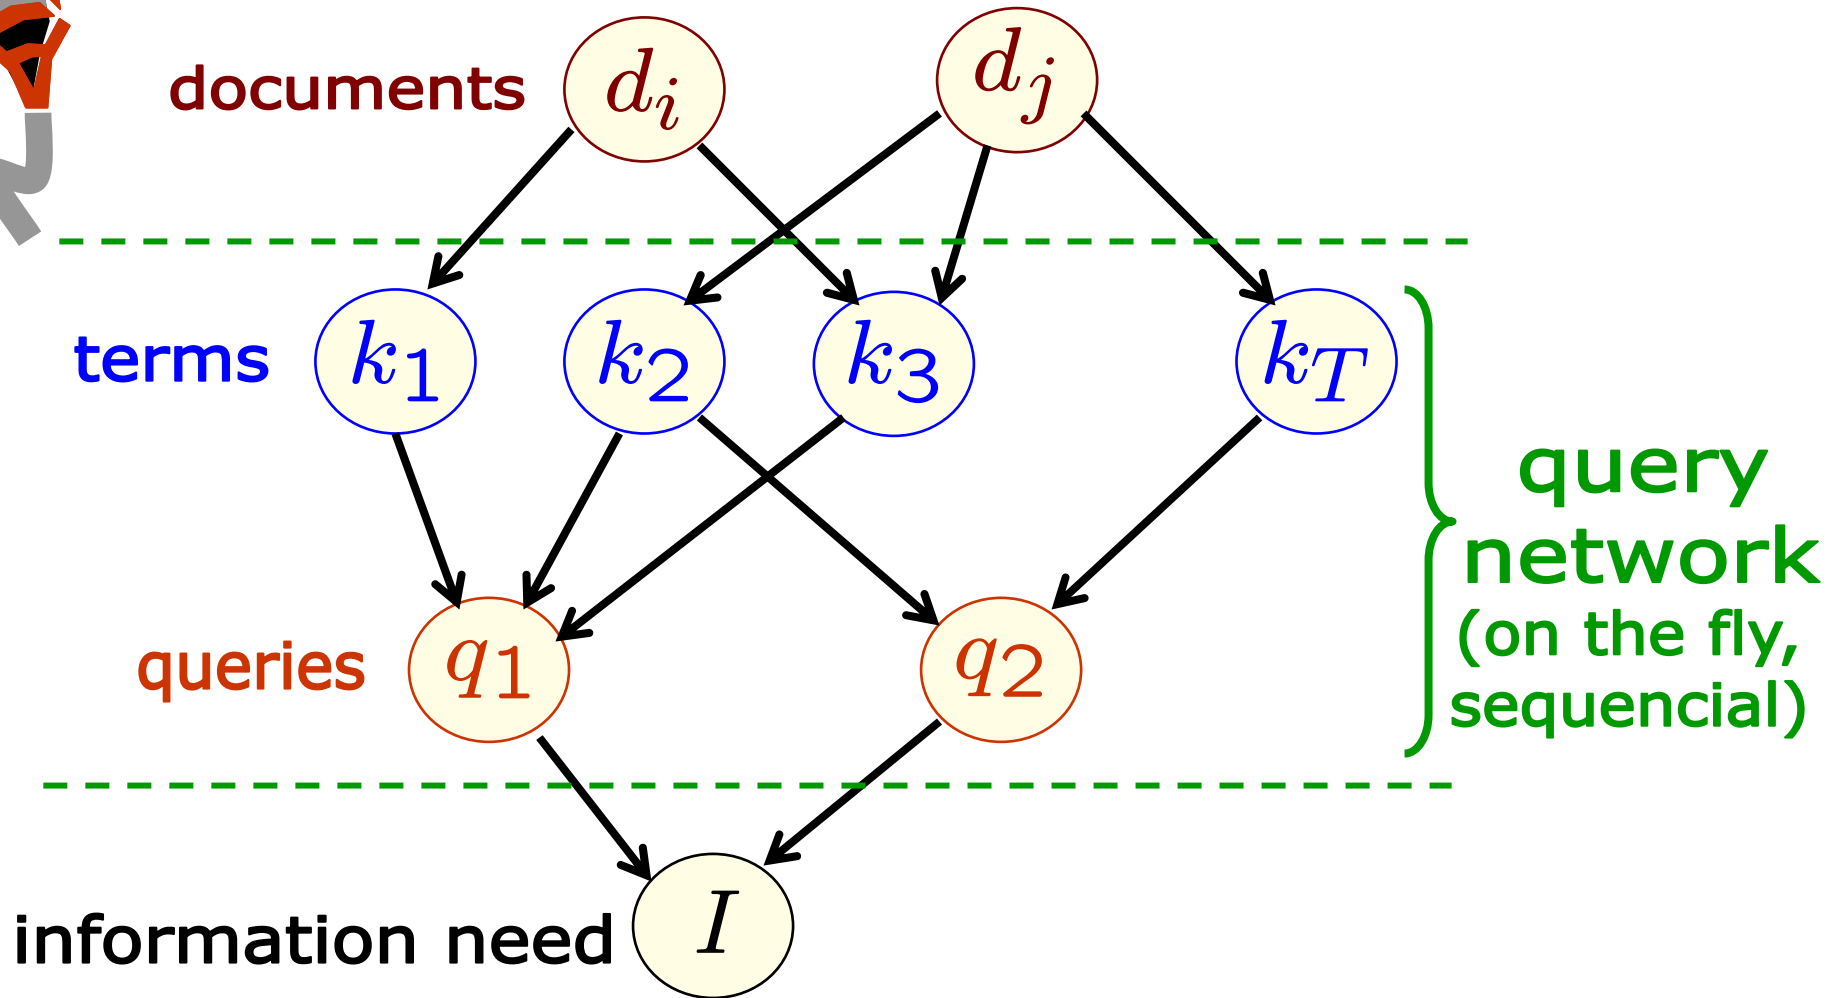 documents
d_i
d_j
terms
k_1
k_2
k_3
k_T
query
network
(on the fly,
sequencial)
queries
q_1
q_2
information need
I